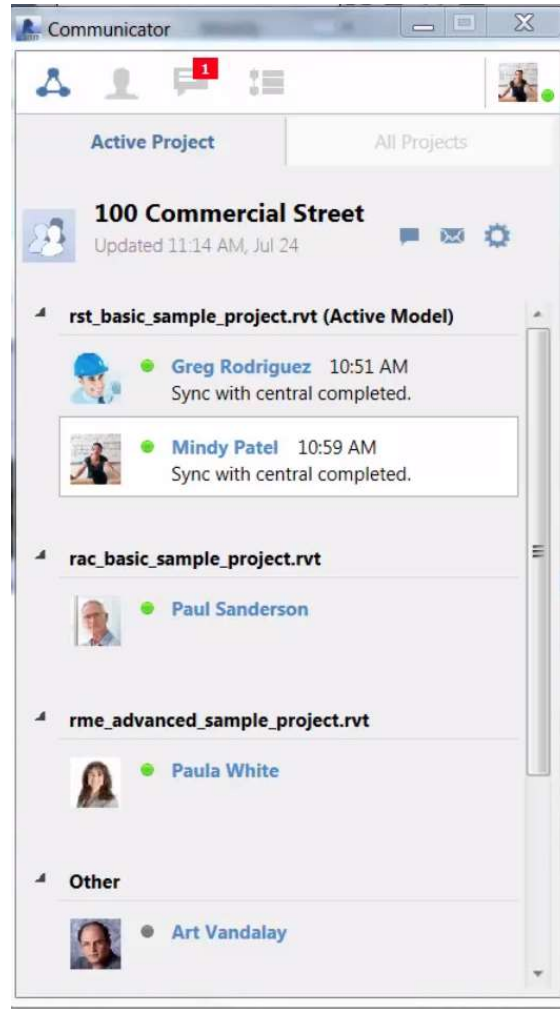 Communicator
1
Active Project
All Projects
100 Commercial Street
Updated 11:14 AM, Jul 24
rst_basic_sample_project.rvt (Active Model)
Greg Rodriguez 10:51 AM
Sync with central completed.
Mindy Patel 10:59 AM
Sync with central completed.
rac_basic_sample_project.rvt
Paul Sanderson
rme_advanced_sample_project.rvt
Paula White
Other
Art Vandalay